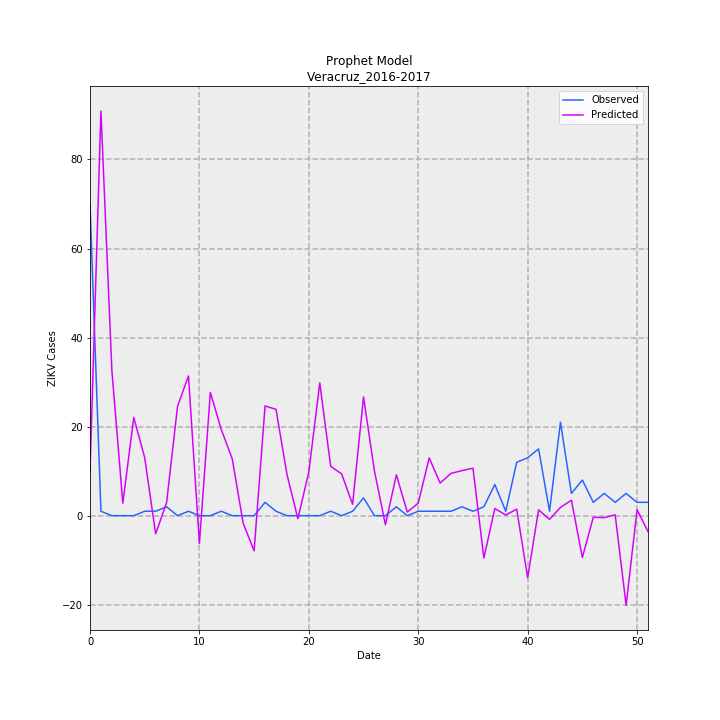 Prophet Model
Veracruz_2016-2017
Observed
Predicted
80
60
40
20
0
−20
ZIKV Cases
0 10 20 30 40 50
Date